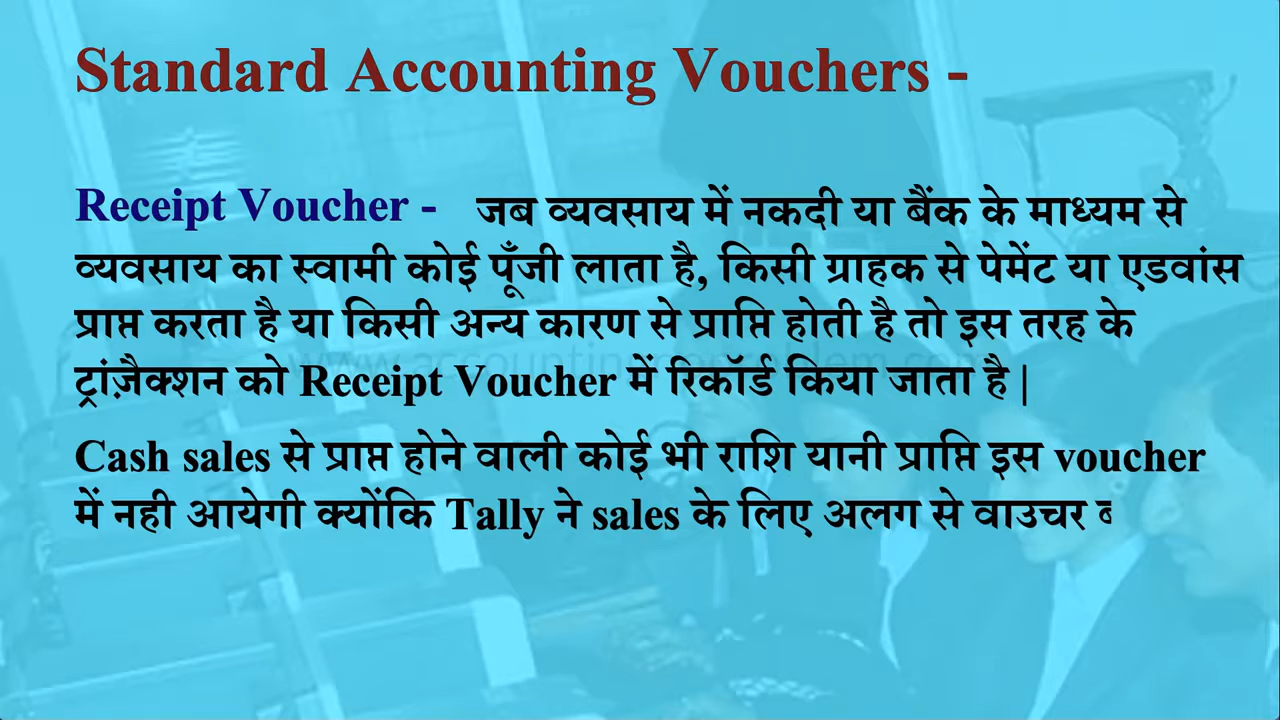 Standard Accounting Vouchers -
Receipt Voucher - जब व्यवसाय में नकदी या बैंक के माध्यम से
व्यवसाय का स्वामी कोई पूँजी लाता है, किसी ग्राहक से पेमेंट या एडवांस
प्राप्त करता है या किसी अन्य कारण से प्राप्ति होती है तो इस तरह के
ट्रांज़ैक्शन को Receipt Voucher में रिकॉर्ड किया जाता है |
Cash sales से प्राप्त होने वाली कोई भी राशि यानी प्राप्ति इस voucher
में नही आयेगी क्योंकि Tally ने sales के लिए अलग से वाउचर